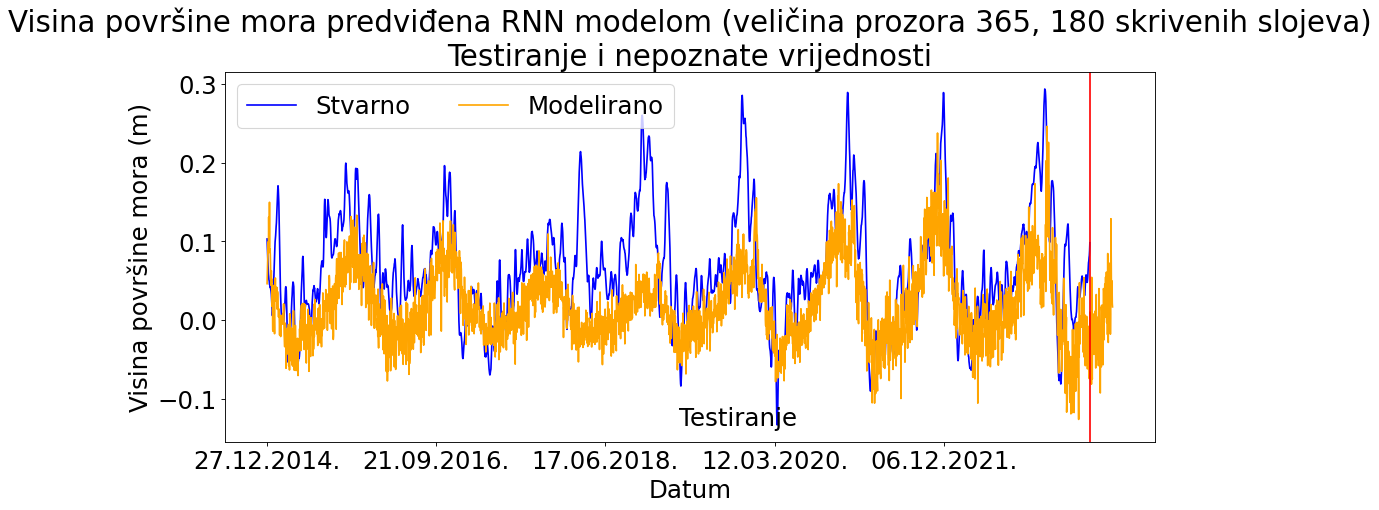 Visina površine mora predviđena RNN modelom (veličina prozora 365, 180 skrivenih slojeva)
Testiranje i nepoznate vrijednosti
Stvarno Modelirano
Visina površine mora (m)
0.3
0.2
0.1
0.0
−0.1
Testiranje
27.12.2014. 21.09.2016. 17.06.2018. 12.03.2020. 06.12.2021.
Datum